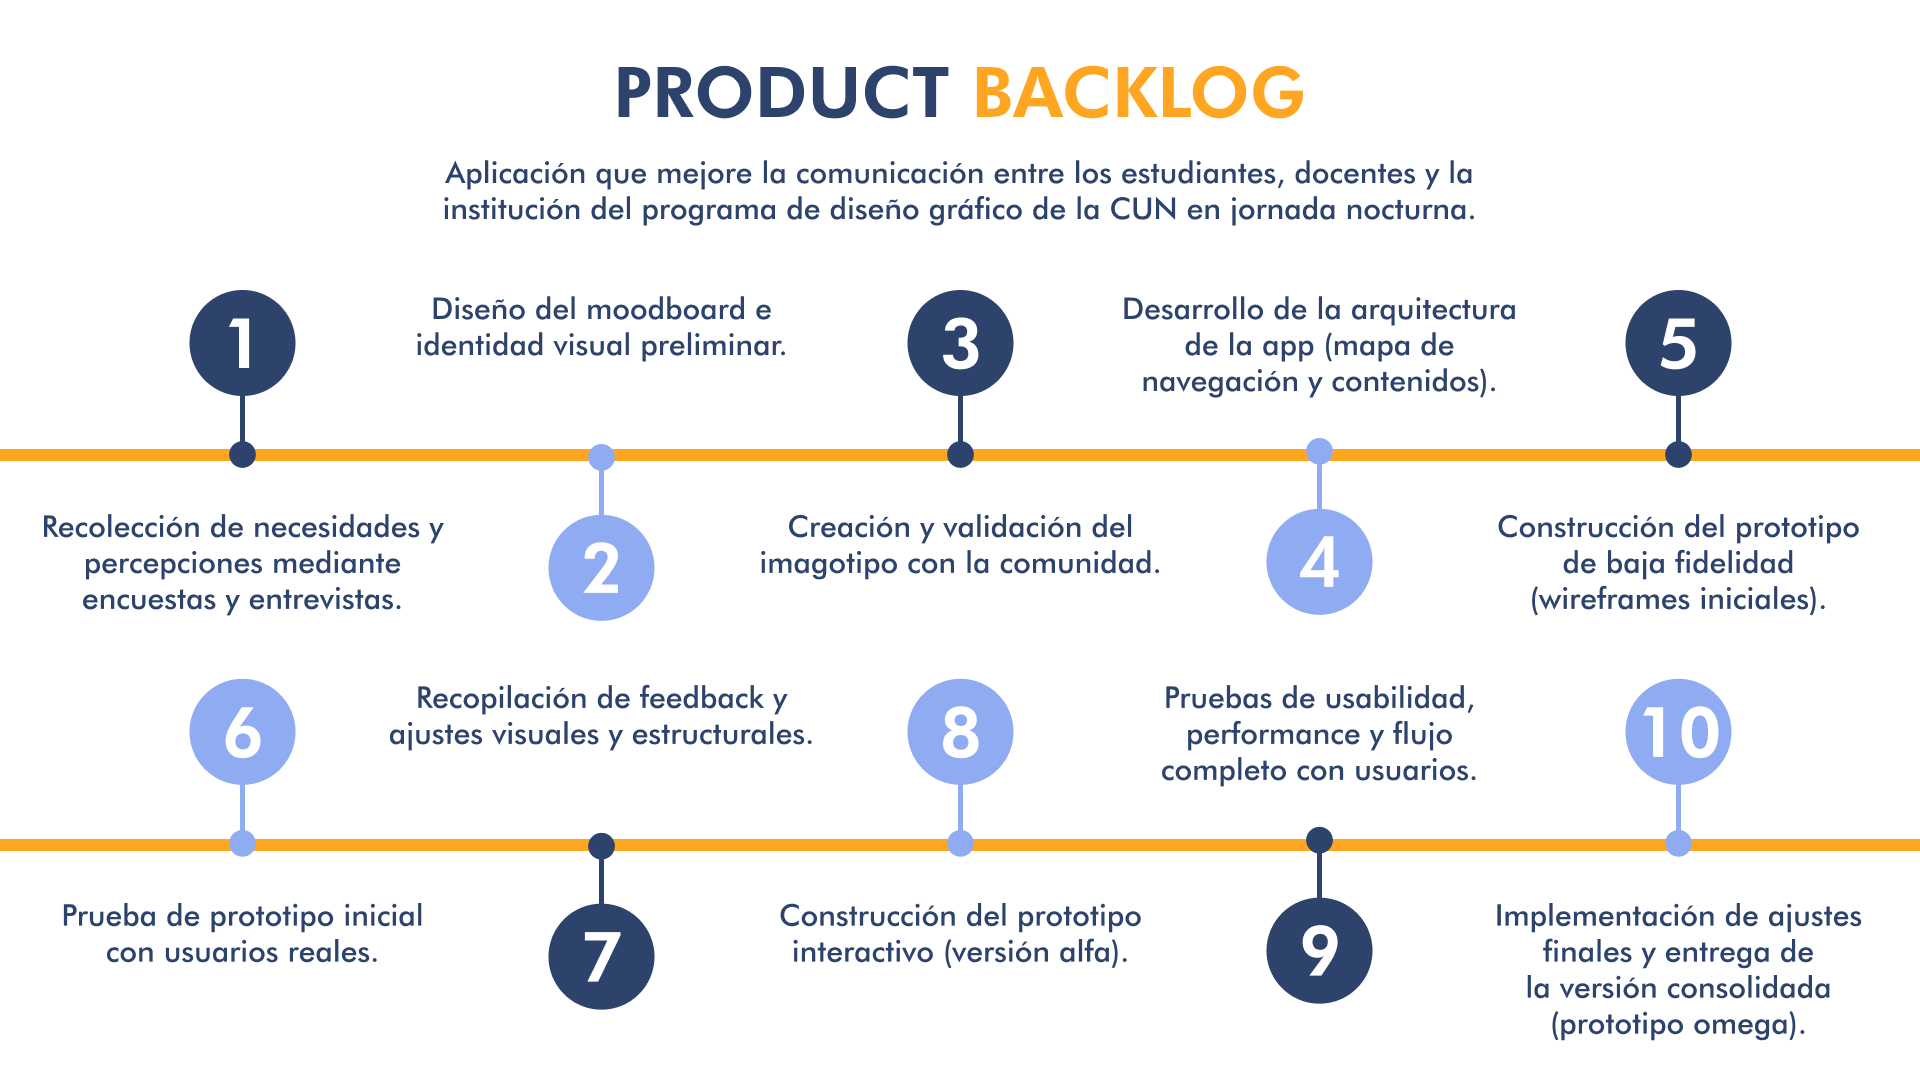 PRODUCT BACKLOG
Aplicación que mejore la comunicación entre los estudiantes, docentes y la
institución del programa de diseño gráfico de la CUN en jornada nocturna.
1
Recolección de necesidades y
percepciones mediante
encuestas y entrevistas.
Diseño del moodboard e
identidad visual preliminar.
2
3
Creación y validación del
imagotipo con la comunidad.
Desarrollo de la arquitectura
de la app (mapa de
navegación y contenidos).
4
5
Construcción del prototipo
de baja fidelidad
(wireframes iniciales).
6
Prueba de prototipo inicial
con usuarios reales.
Recopilación de feedback y
ajustes visuales y estructurales.
7
8
Construcción del prototipo
interactivo (versión alfa).
Pruebas de usabilidad,
performance y flujo
completo con usuarios.
9
10
Implementación de ajustes
finales y entrega de
la versión consolidada
(prototipo omega).